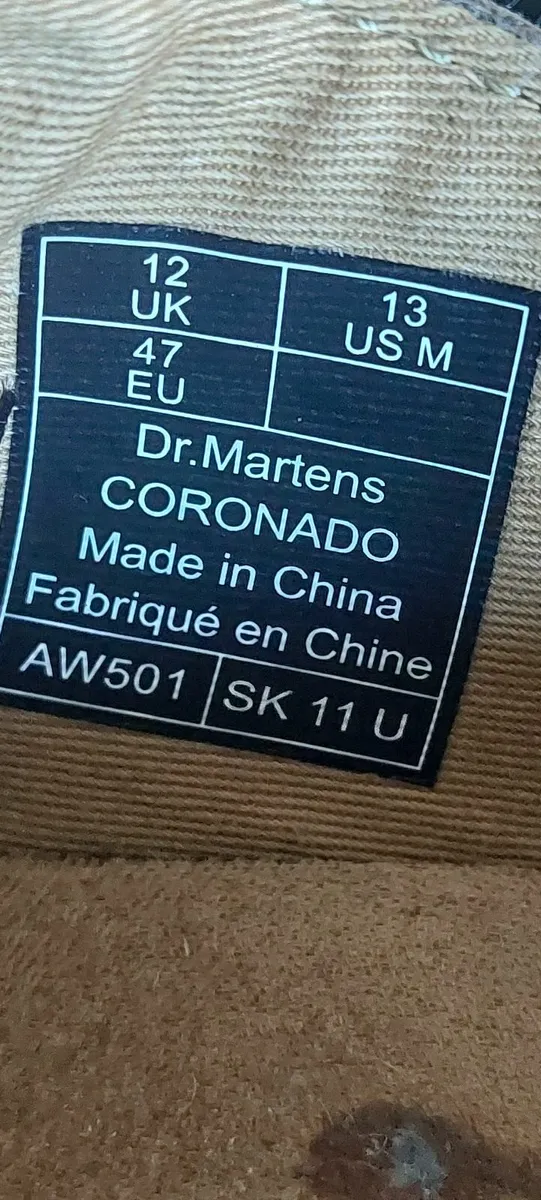 12
UK
13
US M
47
EU
Dr.Martens
CORONADO
Made in China
Fabriqué en Chine
AW501
SK 11 U